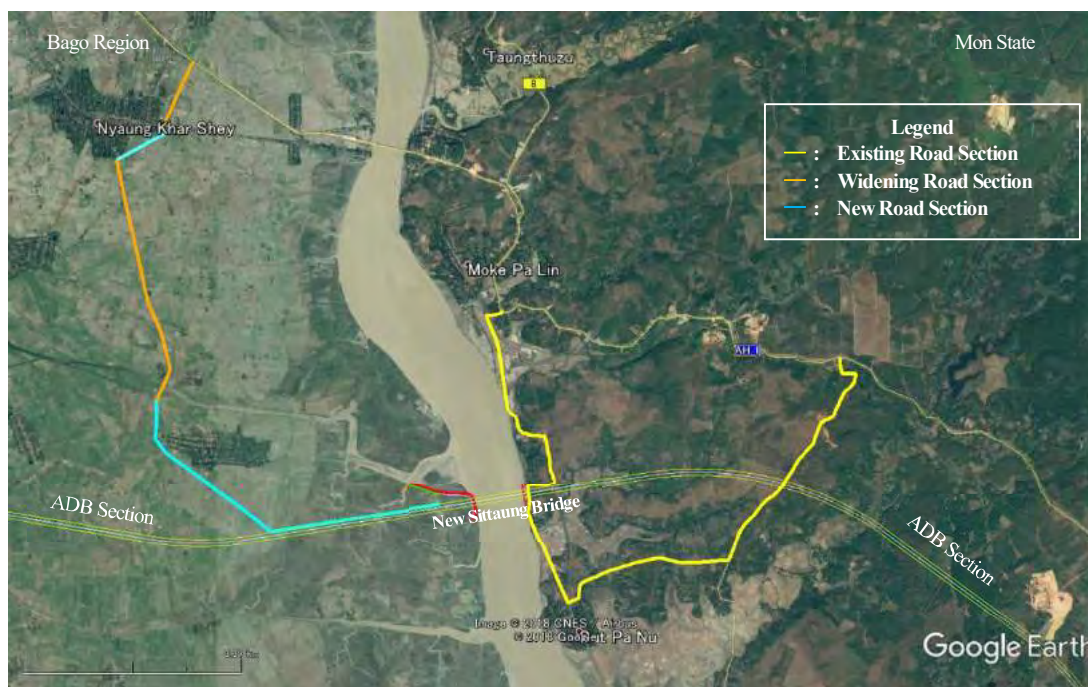 Bago Region
Mon State
Taungthuzu
8
Nyaung Khar Shey
Legend
: Existing Road Section
: Widening Road Section
: New Road Section
Moke Pa Lin
AH 1
ADB Section
New Sittaung Bridge
ADB Section
Image © 2018 CNES / Airbus
© 2018 Google
Pa Nu
Google Earth